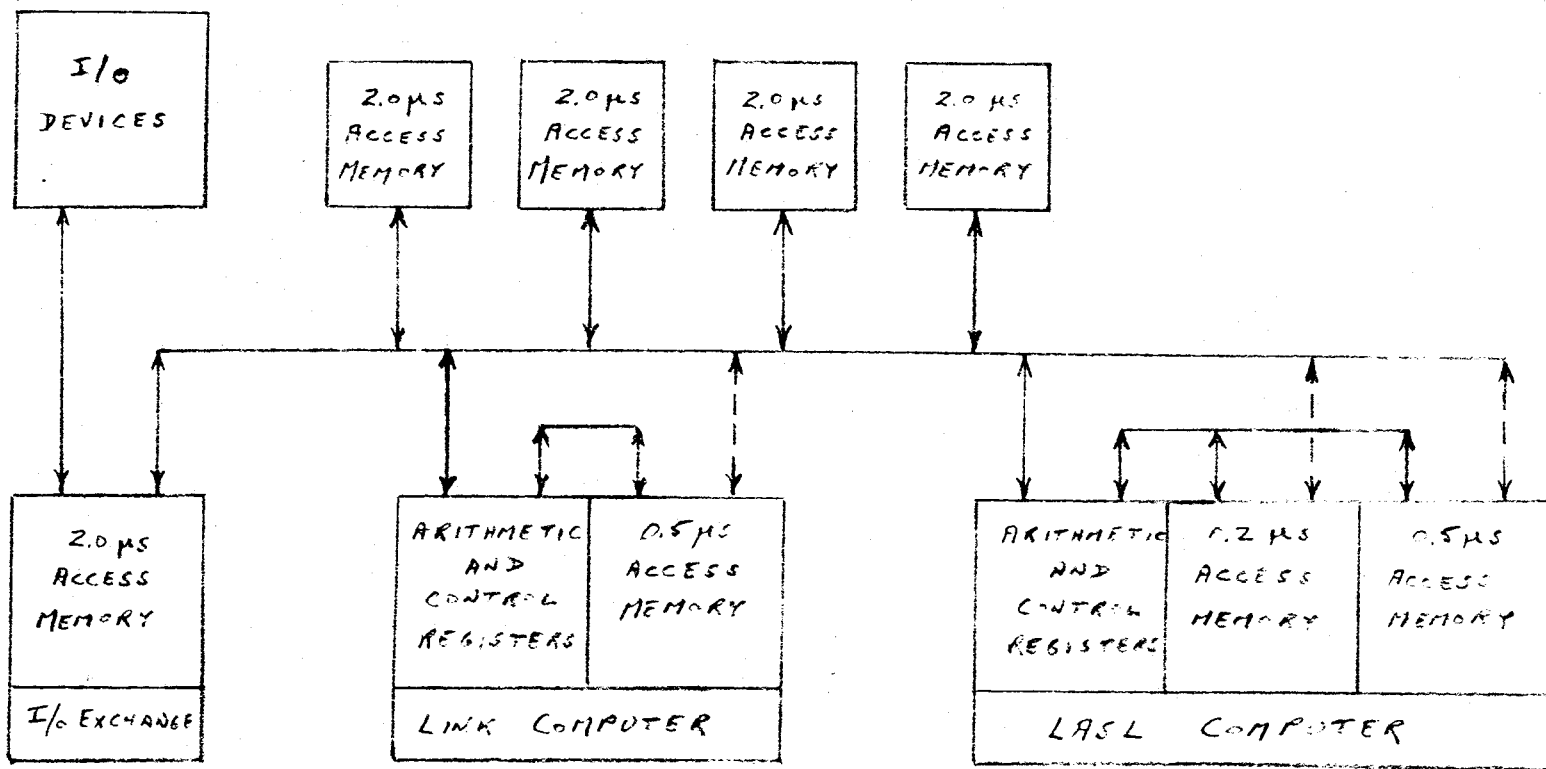 I/O
DEVICES
2.0 µS
ACCESS
MEMORY
2.0 µS
ACCESS
MEMORY
2.0 µS
ACCESS
MEMORY
2.0 µS
ACCESS
MEMORY
2.0 µS
ACCESS
MEMORY
I/O EXCHANGE
ARITHMETIC
AND
CONTROL
REGISTERS
0.5 µS
ACCESS
MEMORY
LINK COMPUTER
ARITHMETIC
AND
CONTROL
REGISTERS
0.2 µS
ACCESS
MEMORY
0.5 µS
ACCESS
MEMORY
LASL COMPUTER